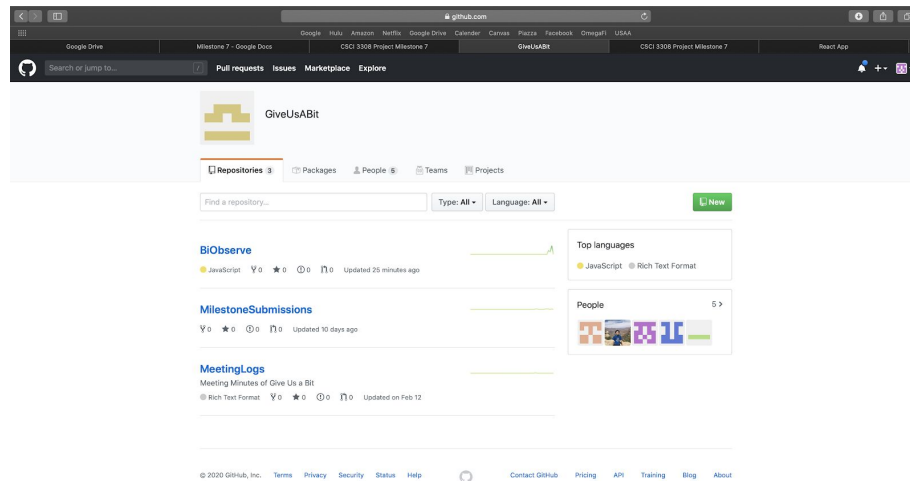 github.com
Google Hulu Amazon Netflix Google Drive Calender Canvas Piazza Facebook OmegaFi USAA
Google Drive Milestone 7 - Google Docs CSCI 3308 Project Milestone 7 GiveUsABit CSCI 3308 Project Milestone 7 React App
Search or jump to... / Pull requests Issues Marketplace Explore
GiveUsABit
Repositories 3 Packages People 5 Teams Projects
Find a repository... Type: All Language: All New
BiObserve
JavaScript 0 0 0 0 Updated 25 minutes ago
MilestoneSubmissions
0 0 0 0 Updated 10 days ago
MeetingLogs
Meeting Minutes of Give Us a Bit
Rich Text Format 0 0 0 0 Updated on Feb 12
Top languages
JavaScript Rich Text Format
People 5 >
© 2020 GitHub, Inc. Terms Privacy Security Status Help Contact GitHub Pricing API Training Blog About